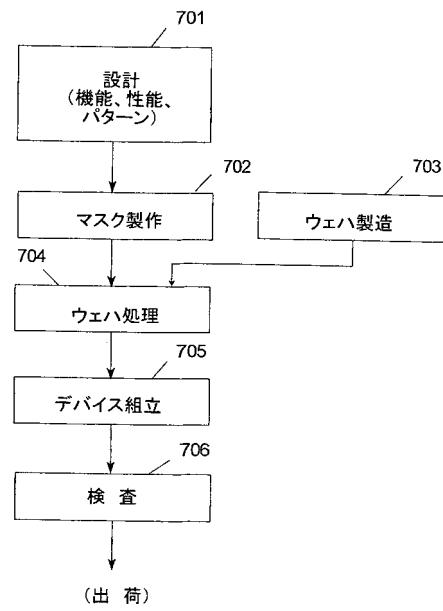 701
設計
(機能、性能、
パターン)
702
マスク製作
703
ウェハ製造
704
ウェハ処理
705
デバイス組立
706
検 査
(出 荷)